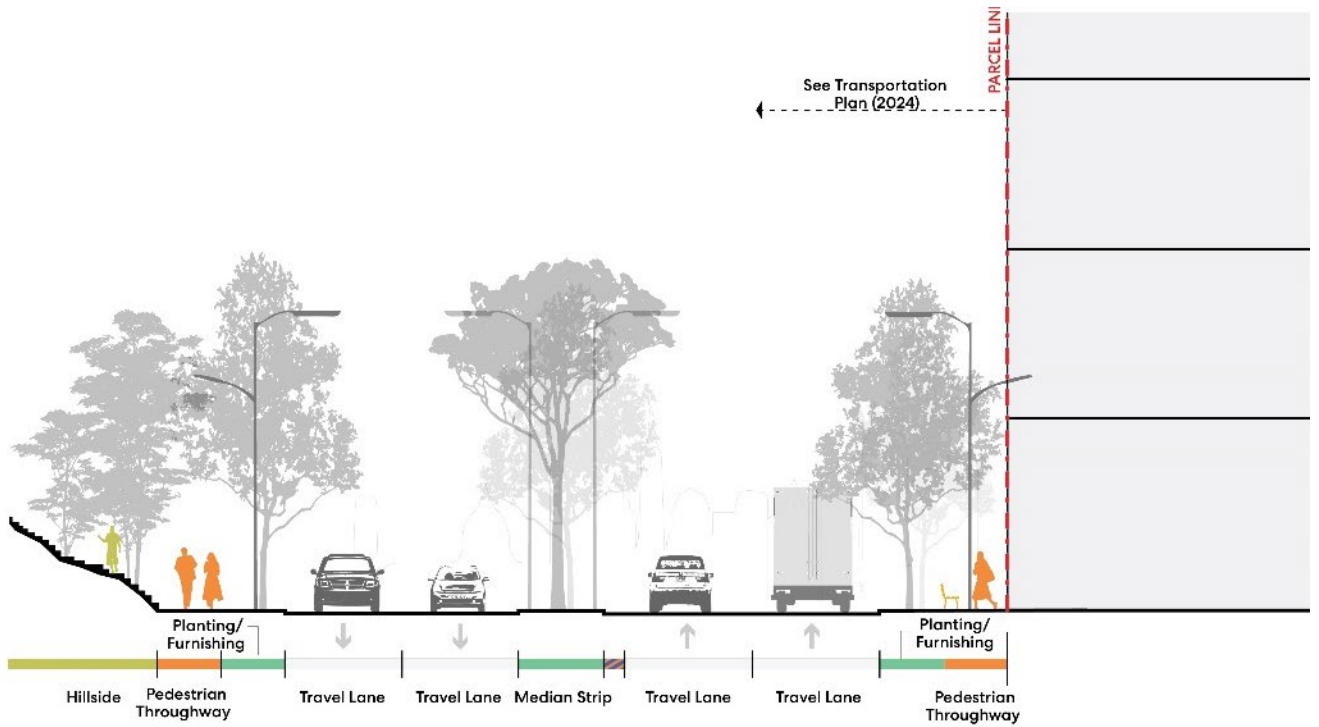 PARCEL LIN
See Transportation
Plan (2024)
Planting/
Furnishing
Planting/
Furnishing
Hillside
Pedestrian
Throughway
Travel Lane
Travel Lane
Median Strip
Travel Lane
Travel Lane
Pedestrian
Throughway